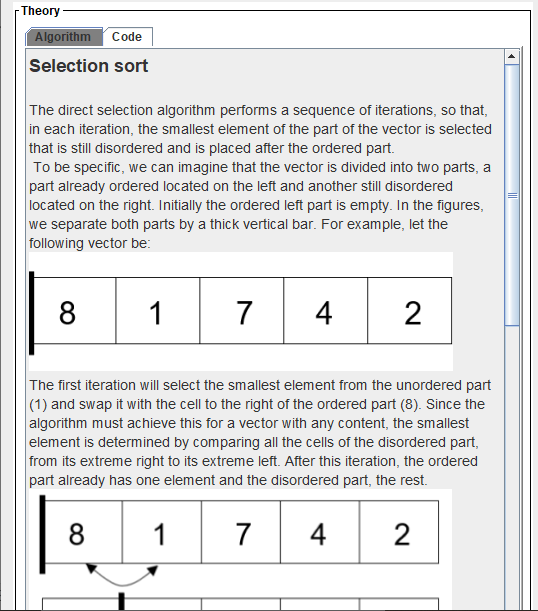 Theory
Algorithm Code
Selection sort
The direct selection algorithm performs a sequence of iterations, so that,
in each iteration, the smallest element of the part of the vector is selected
that is still disordered and is placed after the ordered part.
To be specific, we can imagine that the vector is divided into two parts, a
part already ordered located on the left and another still disordered
located on the right. Initially the ordered left part is empty. In the figures,
we separate both parts by a thick vertical bar. For example, let the
following vector be:
8 1 7 4 2
The first iteration will select the smallest element from the unordered part
(1) and swap it with the cell to the right of the ordered part (8). Since the
algorithm must achieve this for a vector with any content, the smallest
element is determined by comparing all the cells of the disordered part,
from its extreme right to its extreme left. After this iteration, the ordered
part already has one element and the disordered part, the rest.
8 1 7 4 2